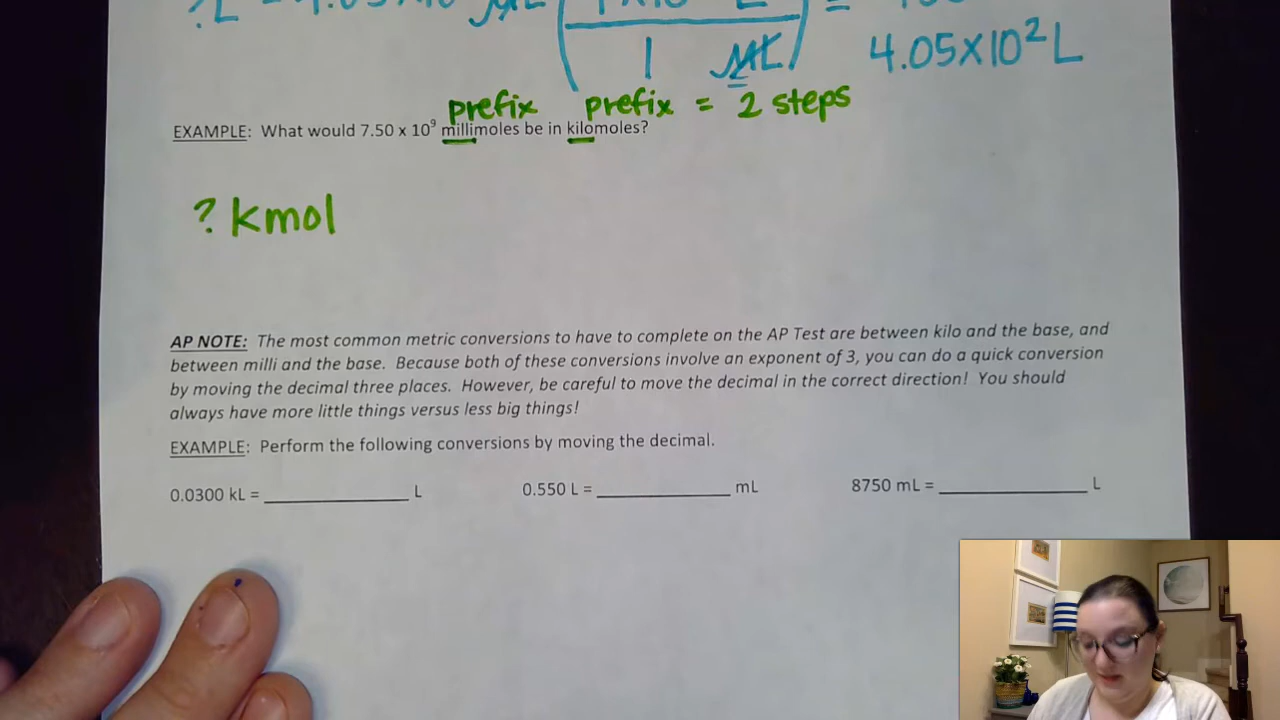 4.05x10² L
prefix prefix = 2 steps
EXAMPLE: What would 7.50 x 10⁹ millimoles be in kilomoles?
? kmol
AP NOTE: The most common metric conversions to have to complete on the AP Test are between kilo and the base, and
between milli and the base. Because both of these conversions involve an exponent of 3, you can do a quick conversion
by moving the decimal three places. However, be careful to move the decimal in the correct direction! You should
always have more little things versus less big things!
EXAMPLE: Perform the following conversions by moving the decimal.
0.0300 kL = ______________ L 0.550 L = ______________ mL 8750 mL = ______________ L